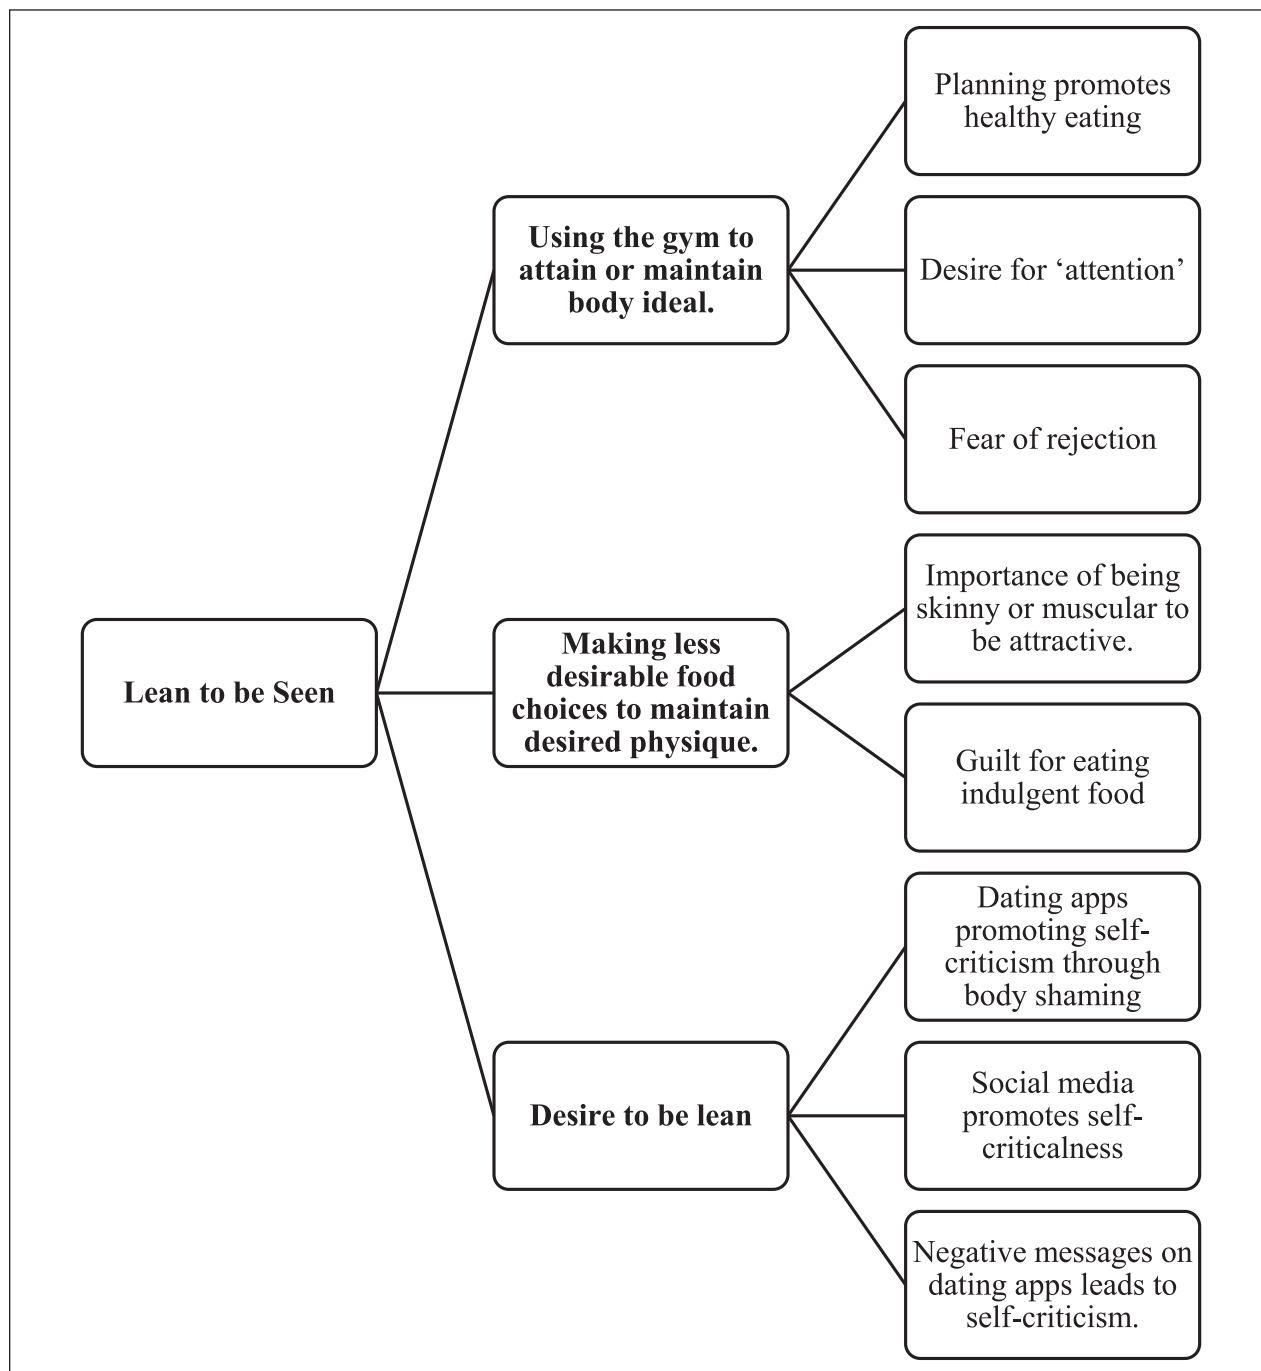 Planning promotes
healthy eating
Using the gym to
attain or maintain
body ideal.
Desire for ‘attention’
Fear of rejection
Lean to be Seen
Making less
desirable food
choices to maintain
desired physique.
Importance of being
skinny or muscular to
be attractive.
Guilt for eating
indulgent food
Desire to be lean
Dating apps
promoting self-
criticism through
body shaming
Social media
promotes self-
criticalness
Negative messages on
dating apps leads to
self-criticism.